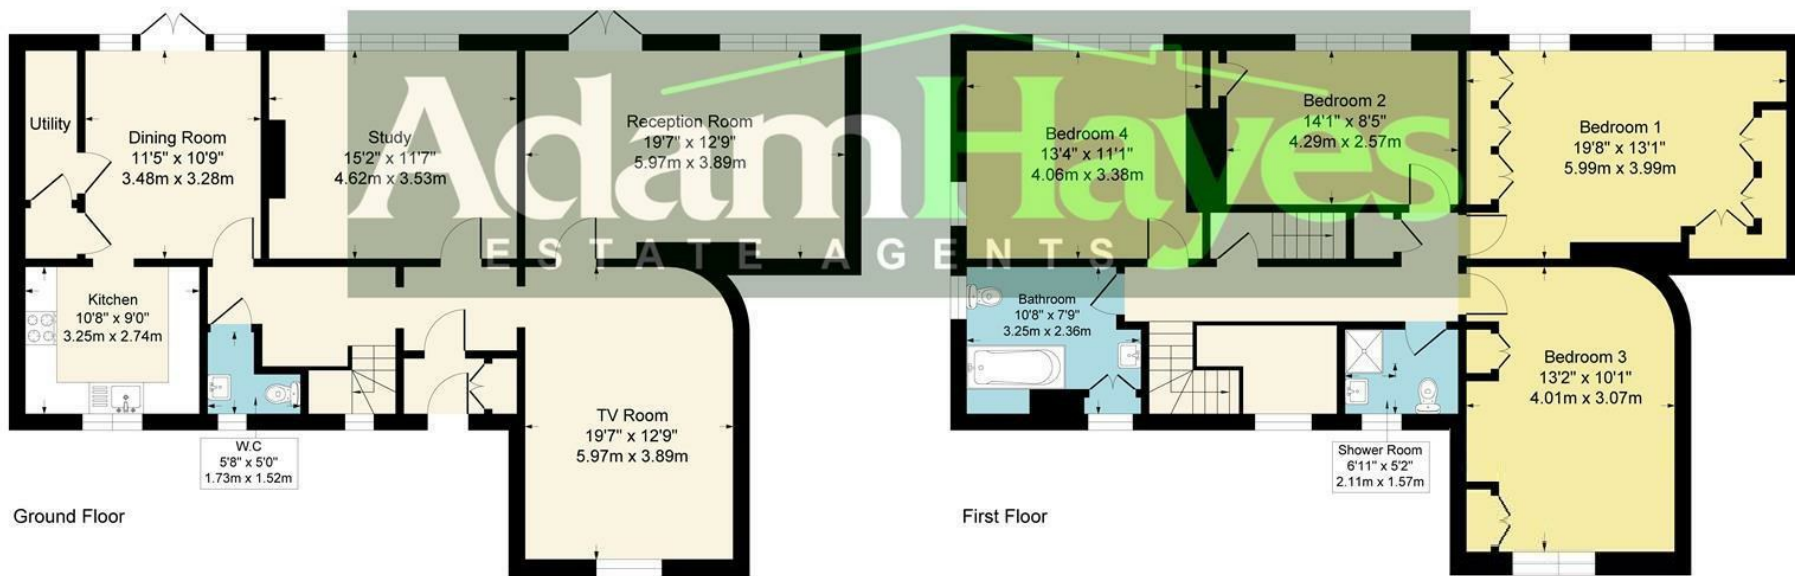 AdamHayes
ESTATE AGENTS
Utility
Dining Room
11'5" x 10'9"
3.48m x 3.28m
Study
15'2" x 11'7"
4.62m x 3.53m
Reception Room
19'7" x 12'9"
5.97m x 3.89m
Kitchen
10'8" x 9'0"
3.25m x 2.74m
W.C
5'8" x 5'0"
1.73m x 1.52m
TV Room
19'7" x 12'9"
5.97m x 3.89m
Ground Floor
Bedroom 4
13'4" x 11'1"
4.06m x 3.38m
Bedroom 2
14'1" x 8'5"
4.29m x 2.57m
Bedroom 1
19'8" x 13'1"
5.99m x 3.99m
Bathroom
10'8" x 7'9"
3.25m x 2.36m
Bedroom 3
13'2" x 10'1"
4.01m x 3.07m
Shower Room
6'11" x 5'2"
2.11m x 1.57m
First Floor